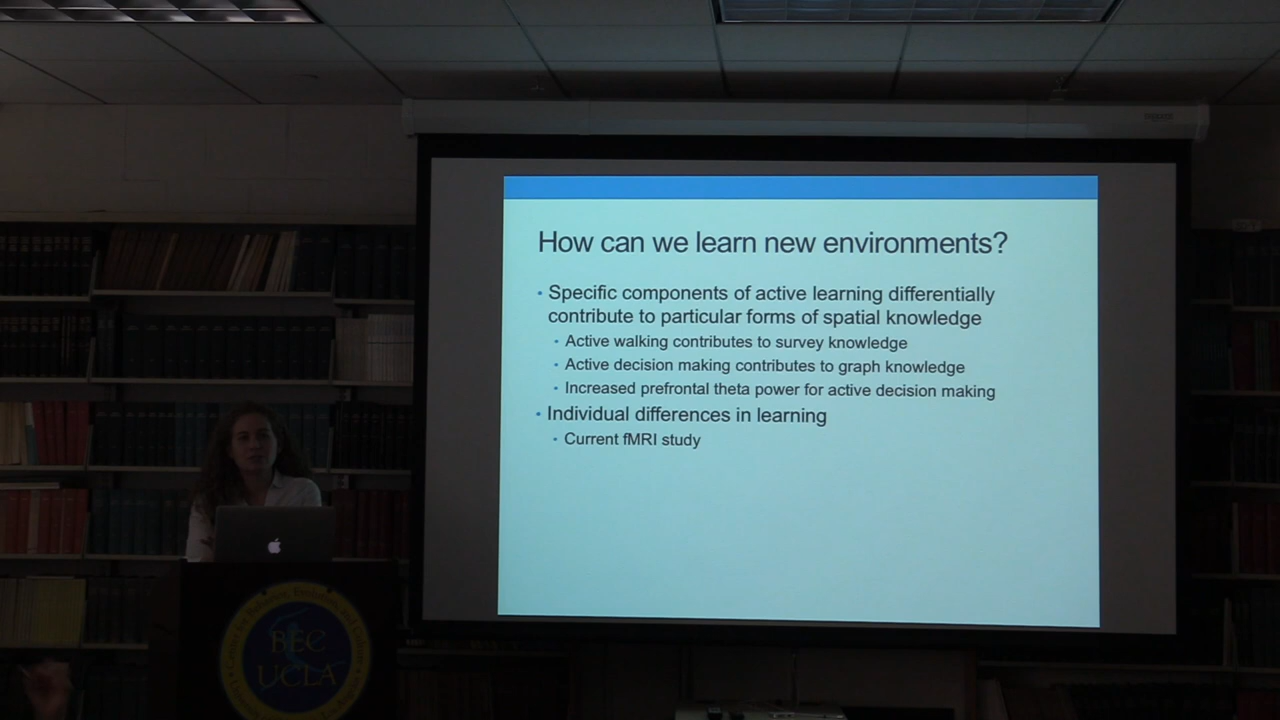 How can we learn new environments?
• Specific components of active learning differentially
contribute to particular forms of spatial knowledge
• Active walking contributes to survey knowledge
• Active decision making contributes to graph knowledge
• Increased prefrontal theta power for active decision making
• Individual differences in learning
• Current fMRI study
BEC
UCLA